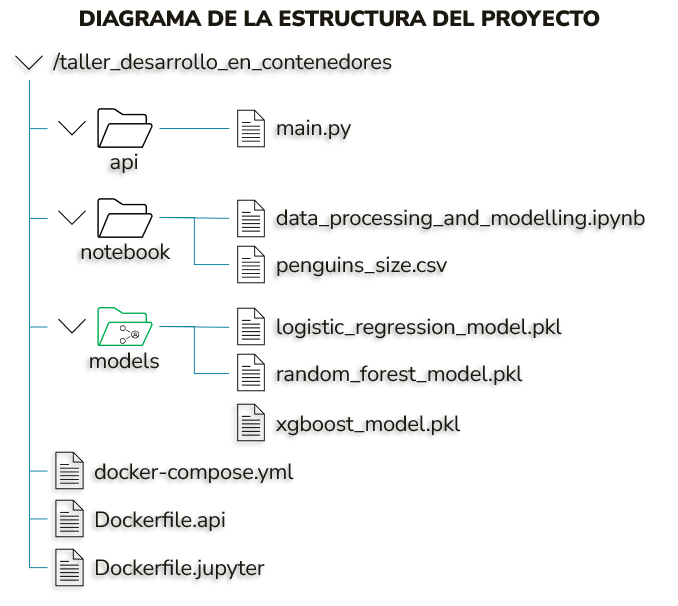 DIAGRAMA DE LA ESTRUCTURA DEL PROYECTO
/taller_desarrollo_en_contenedores
main.py
api
data_processing_and_modelling.ipynb
notebook
penguins_size.csv
logistic_regression_model.pkl
models
random_forest_model.pkl
xgboost_model.pkl
docker-compose.yml
Dockerfile.api
Dockerfile.jupyter